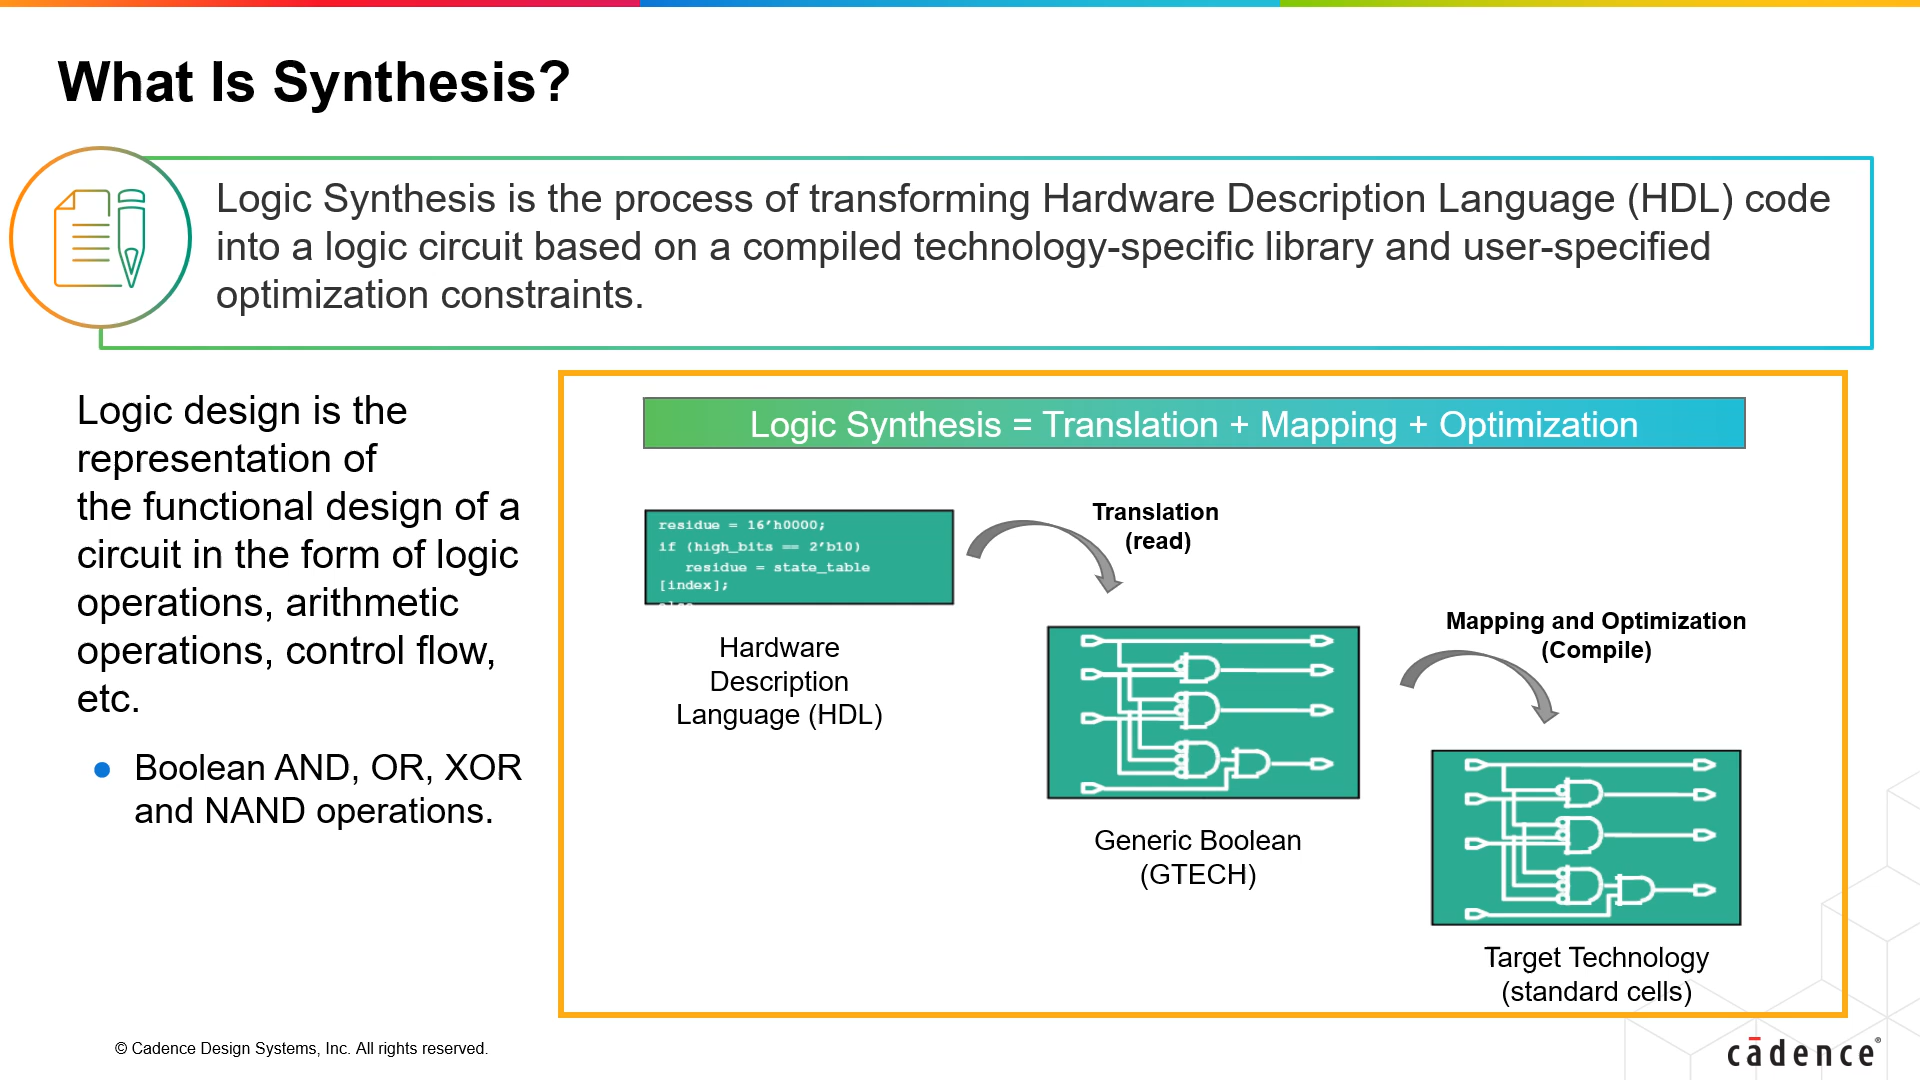 What Is Synthesis?
Logic Synthesis is the process of transforming Hardware Description Language (HDL) code
into a logic circuit based on a compiled technology-specific library and user-specified
optimization constraints.
Logic design is the
representation of
the functional design of a
circuit in the form of logic
operations, arithmetic
operations, control flow,
etc.
● Boolean AND, OR, XOR
and NAND operations.
Logic Synthesis = Translation + Mapping + Optimization
residue = 16’h0000;
if (high_bits == 2’b10)
residue = state_table
[index];
Hardware
Description
Language (HDL)
Translation
(read)
Generic Boolean
(GTECH)
Mapping and Optimization
(Compile)
Target Technology
(standard cells)
© Cadence Design Systems, Inc. All rights reserved.
cādence®